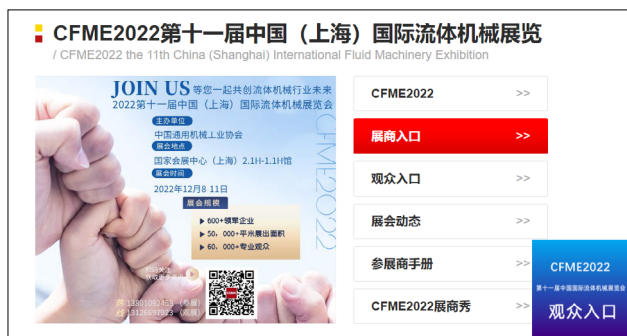 CFME2022第十一届中国（上海）国际流体机械展览
/ CFME2022 the 11th China (Shanghai) International Fluid Machinery Exhibition
JOIN US 等您一起共创流体机械行业未来
2022第十一届中国（上海）国际流体机械展览会
主办单位
中国通用机械工业协会
展会地点
国家会展中心（上海）2.1H-1.1H馆
展会时间
2022年12月8 11日
展会规模
600+领军企业
50，000+平米展出面积
60，000+专业观众
CFME2022
CFME2022 >>
展商入口 >>
观众入口 >>
展会动态 >>
参展商手册 >>
CFME2022展商秀 >>
CFME2022
第十一届中国国际流体机械展览会
观众入口